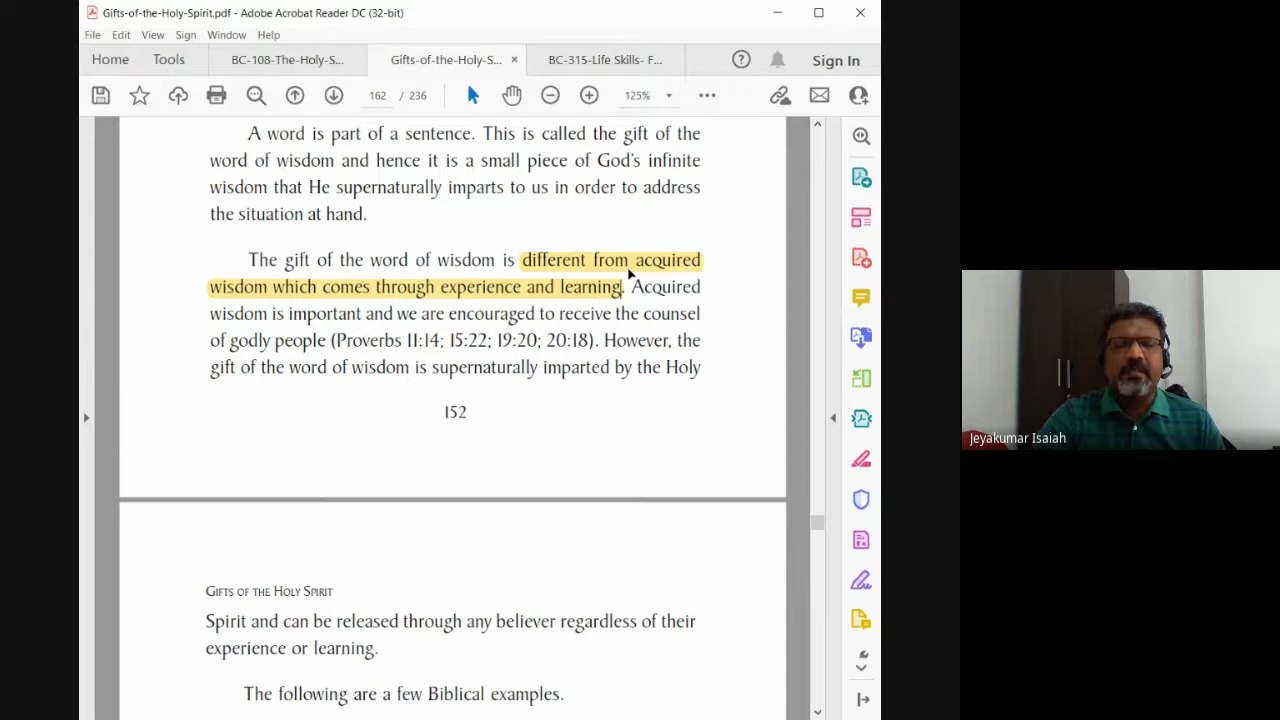 Gifts-of-the-Holy-Spirit.pdf - Adobe Acrobat Reader DC (32-bit)
File Edit View Sign Window Help
Home Tools BC-108-The-Holy-S... Gifts-of-the-Holy-S... × BC-315-Life Skills- F... Sign In
162 / 236 125%
A word is part of a sentence. This is called the gift of the
word of wisdom and hence it is a small piece of God's infinite
wisdom that He supernaturally imparts to us in order to address
the situation at hand.
The gift of the word of wisdom is different from acquired
wisdom which comes through experience and learning. Acquired
wisdom is important and we are encouraged to receive the counsel
of godly people (Proverbs 11:14; 15:22; 19:20; 20:18). However, the
gift of the word of wisdom is supernaturally imparted by the Holy
152
Gifts of the Holy Spirit
Spirit and can be released through any believer regardless of their
experience or learning.
The following are a few Biblical examples.
Jeyakumar Isaiah